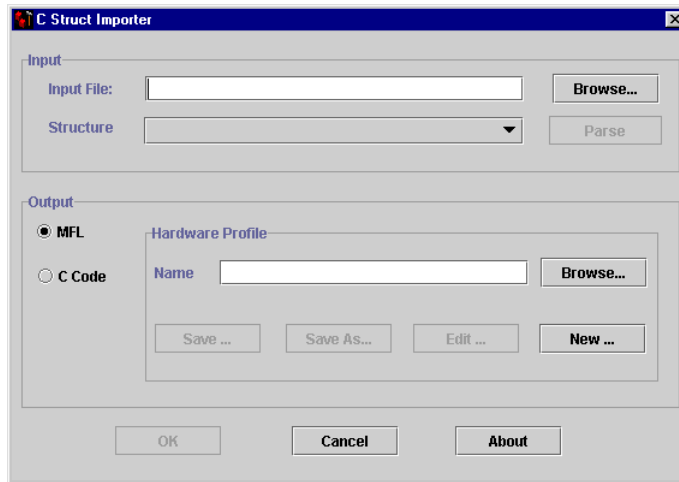 C Struct Importer
Input
Input File:
Browse...
Structure
Parse
Output
MFL
Hardware Profile
C Code
Name
Browse...
Save ...
Save As...
Edit ...
New ...
OK
Cancel
About